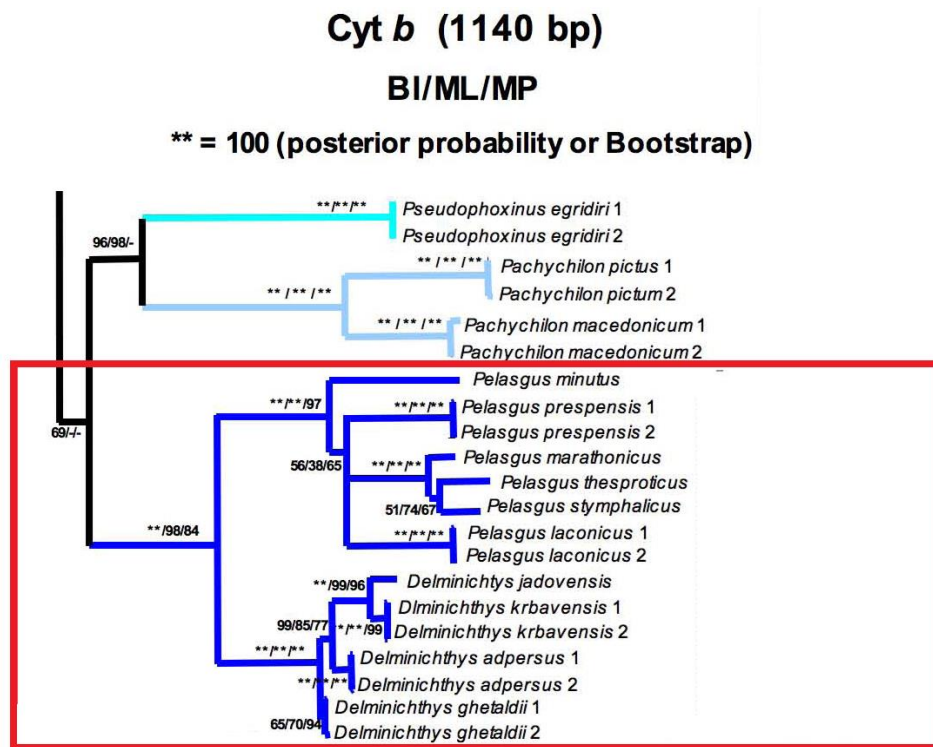 Cyt b (1140 bp)
BI/ML/MP
** = 100 (posterior probability or Bootstrap)
**/**/**
Pseudophoxinus egridiri 1
Pseudophoxinus egridiri 2
96/98/-
** / ** / **
Pachychilon pictus 1
** / ** / **
Pachychilon pictum 2
** / ** / **
Pachychilon macedonicum 1
Pachychilon macedonicum 2
Pelasgus minutus
**/**/97
**/**/**
Pelasgus prespensis 1
Pelasgus prespensis 2
69/-/-
56/38/65
**/**/**
Pelasgus marathonicus
Pelasgus thesproticus
51/74/67
Pelasgus stymphalicus
**/98/84
**/**/**
Pelasgus laconicus 1
Pelasgus laconicus 2
**/99/96
Delminichtys jadovensis
Dlminichthys krbavensis 1
99/85/77
**/**/99
Delminichthys krbavensis 2
**/**/**
Delminichthys adpersus 1
**/**/**
Delminichthys adpersus 2
Delminichthys ghetaldii 1
65/70/94
Delminichthys ghetaldii 2